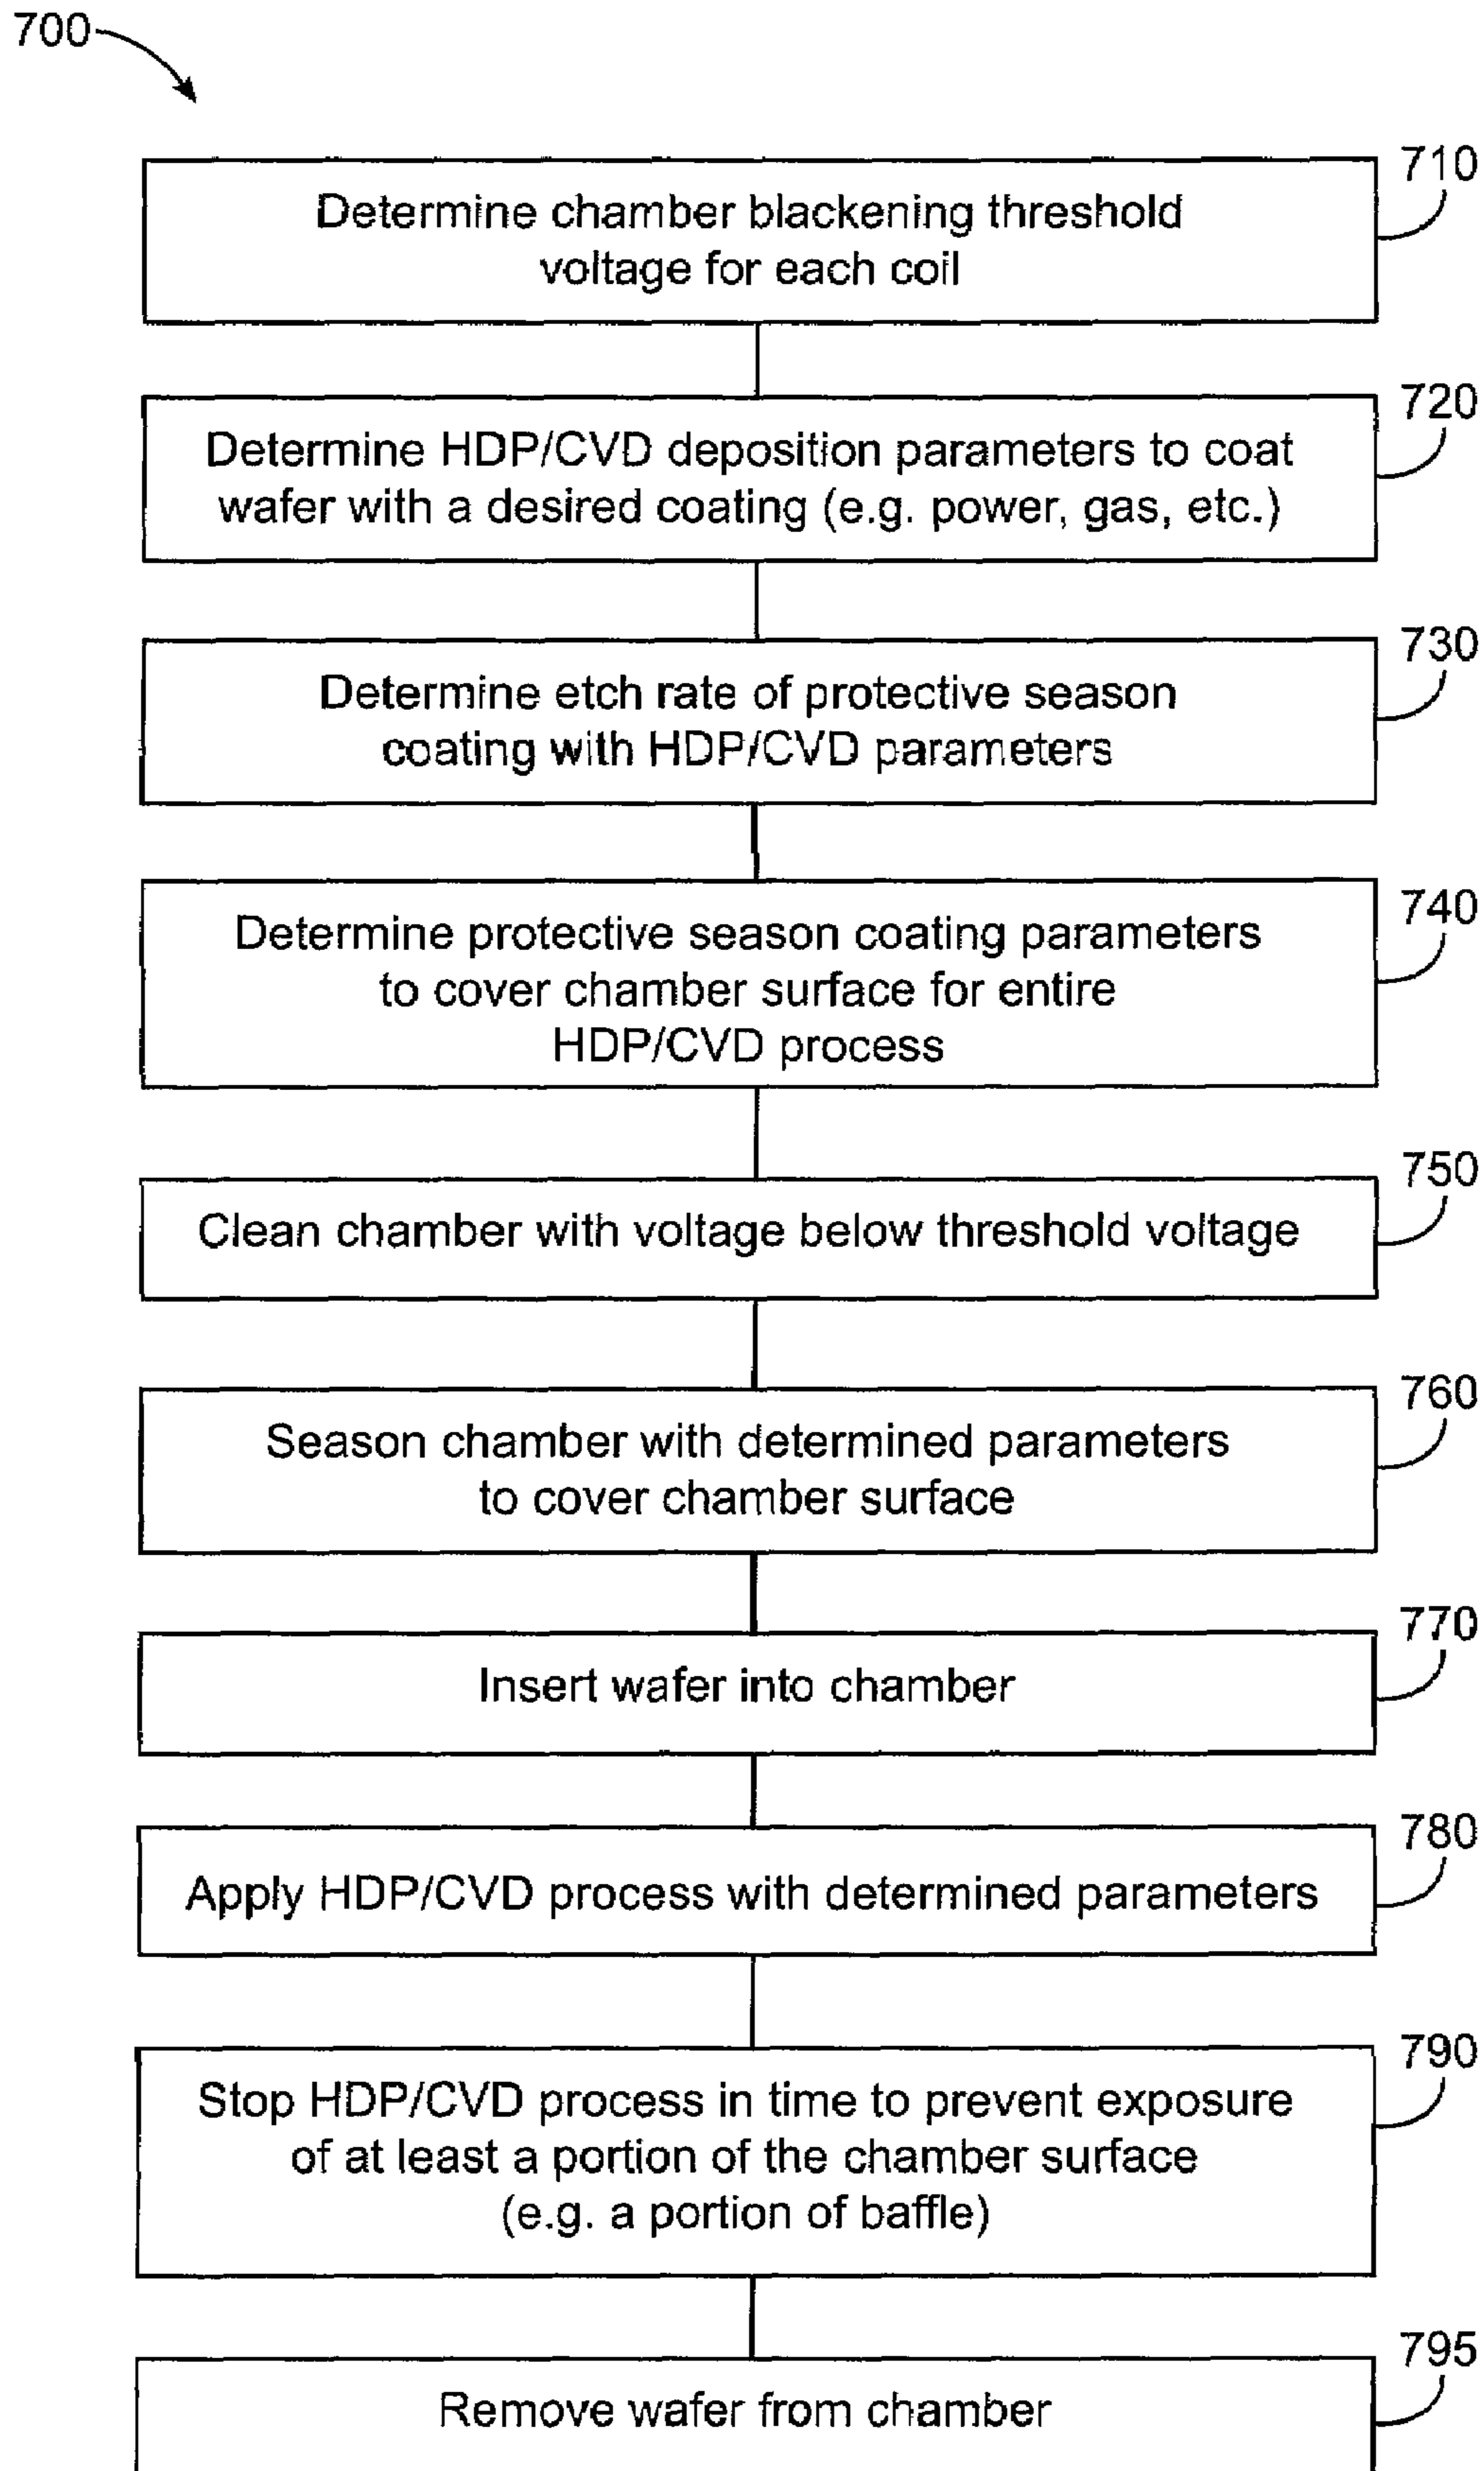 700
710
Determine chamber blackening threshold
voltage for each coil
720
Determine HDP/CVD deposition parameters to coat
wafer with a desired coating (e.g. power, gas, etc.)
730
Determine etch rate of protective season
coating with HDP/CVD parameters
740
Determine protective season coating parameters
to cover chamber surface for entire
HDP/CVD process
750
Clean chamber with voltage below threshold voltage
760
Season chamber with determined parameters
to cover chamber surface
770
Insert wafer into chamber
780
Apply HDP/CVD process with determined parameters
790
Stop HDP/CVD process in time to prevent exposure
of at least a portion of the chamber surface
(e.g. a portion of baffle)
795
Remove wafer from chamber